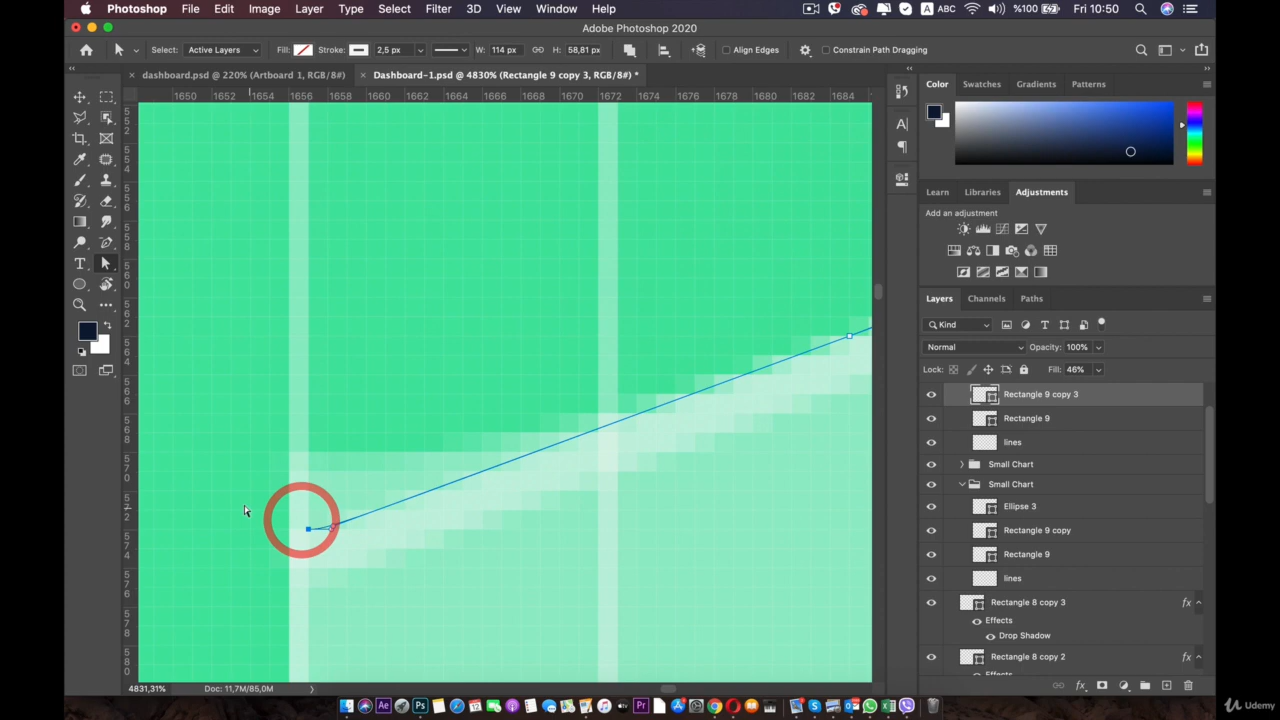 Photoshop File Edit Image Layer Type Select Filter 3D View Window Help ABC %100 Fri 10:50
Adobe Photoshop 2020
Select: Active Layers Fill: Stroke: 2,5 px W: 114 px H: 58,81 px Align Edges Constrain Path Dragging
× dashboard.psd @ 220% (Artboard 1, RGB/8#) × Dashboard-1.psd @ 4830% (Rectangle 9 copy 3, RGB/8#) *
1650 1652 1654 1656 1658 1660 1662 1664 1666 1668 1670 1672 1674 1676 1678 1680 1682 1684
Color Swatches Gradients Patterns
Learn Libraries Adjustments
Add an adjustment
Layers Channels Paths
Kind
Normal Opacity: 100%
Lock: Fill: 46%
Rectangle 9 copy 3
Rectangle 9
lines
Small Chart
Small Chart
Ellipse 3
Rectangle 9 copy
Rectangle 9
lines
Rectangle 8 copy 3 fx
Effects
Drop Shadow
Rectangle 8 copy 2 fx
4831,31% Doc: 11,7M/85,0M
Udemy